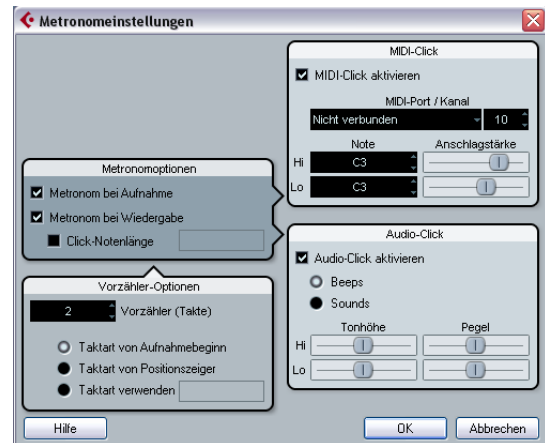 Metronomeinstellungen
MIDI-Click
MIDI-Click aktivieren
MIDI-Port / Kanal
Nicht verbunden 10
Note Anschlagstärke
Hi C3
Lo C3
Metronomoptionen
Metronom bei Aufnahme
Metronom bei Wiedergabe
Click-Notenlänge
Audio-Click
Audio-Click aktivieren
Beeps
Sounds
Tonhöhe Pegel
Hi
Lo
Vorzähler-Optionen
2 Vorzähler (Takte)
Taktart von Aufnahmebeginn
Taktart von Positionszeiger
Taktart verwenden
Hilfe OK Abbrechen